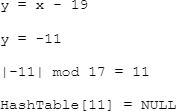 y = x - 19
y = -11
|-11| mod 17 = 11
HashTable[11] = NULL